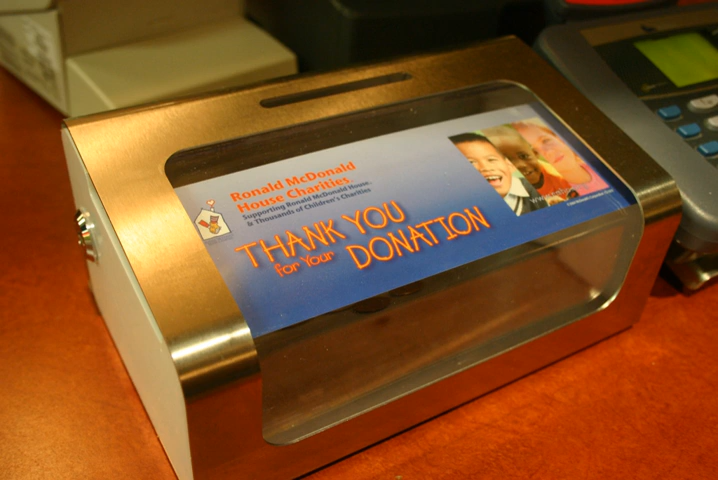 Ronald McDonald
House Charities
Supporting Ronald McDonald House
& Thousands of Children's Charities
THANK YOU
for Your DONATION